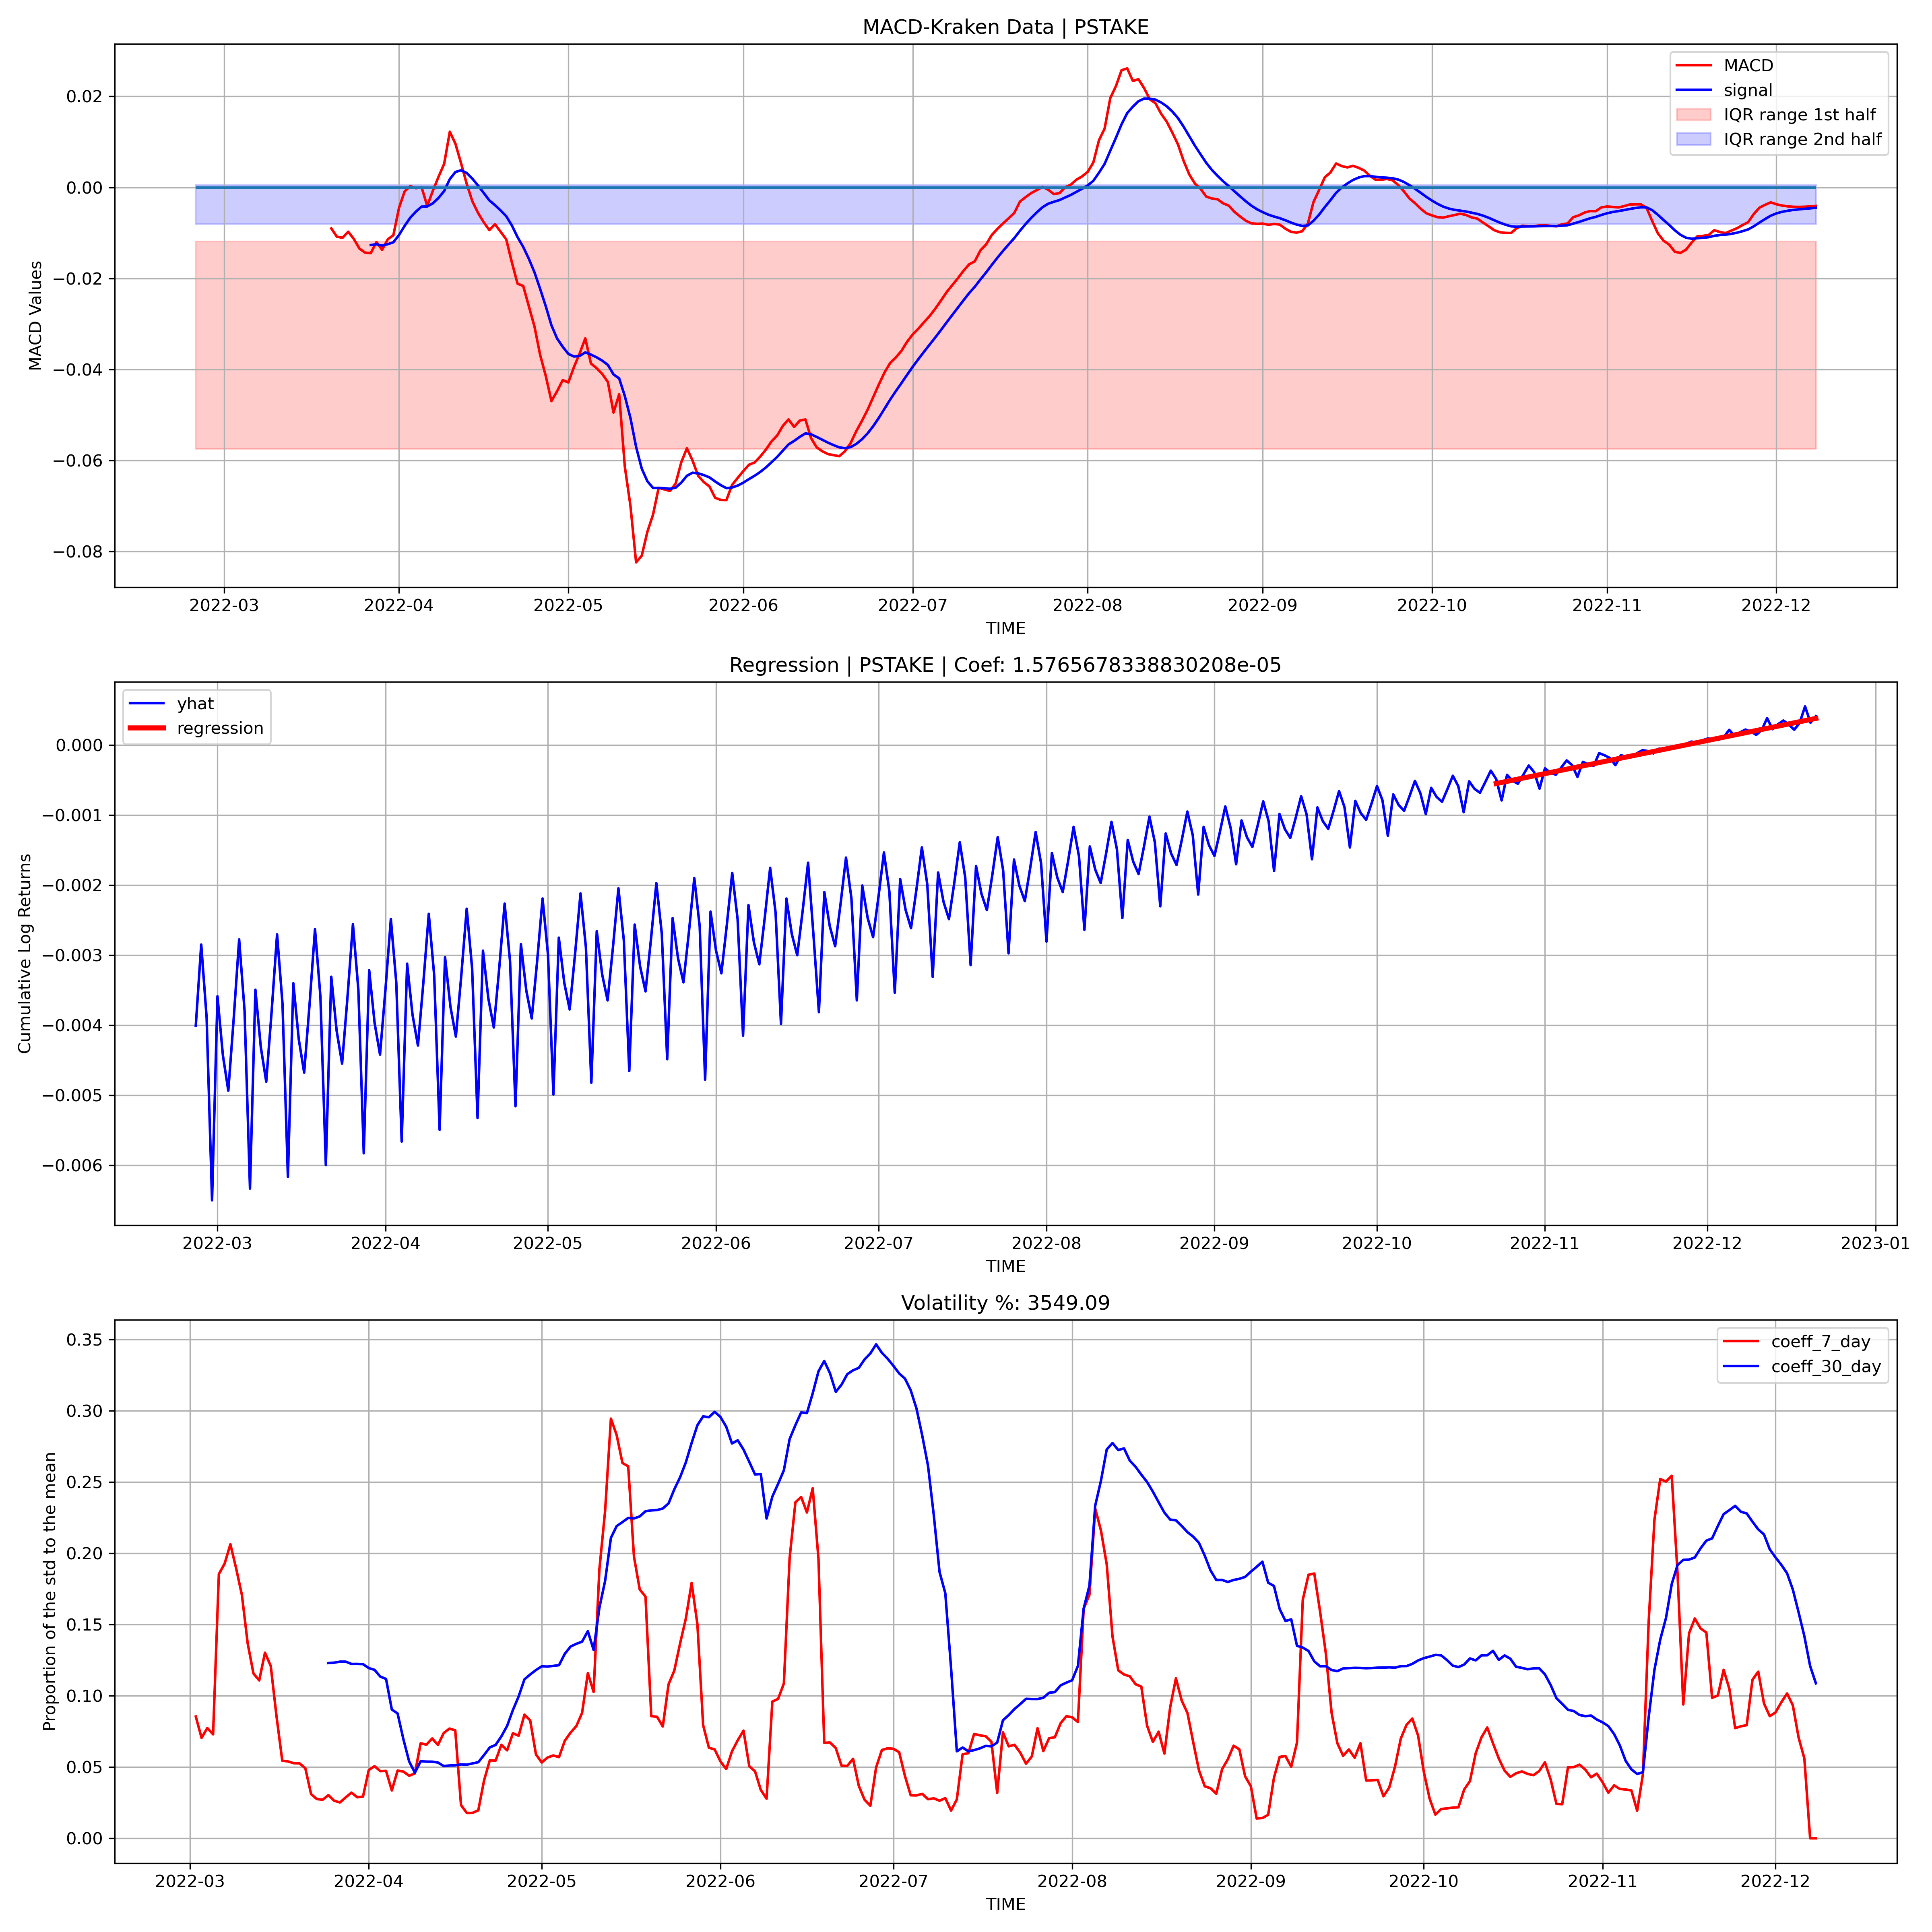 MACD-Kraken Data | PSTAKE
MACD
signal
IQR range 1st half
IQR range 2nd half
MACD Values
0.02
0.00
−0.02
−0.04
−0.06
−0.08
2022-03 2022-04 2022-05 2022-06 2022-07 2022-08 2022-09 2022-10 2022-11 2022-12
TIME
Regression | PSTAKE | Coef: 1.5765678338830208e-05
yhat
regression
Cumulative Log Returns
0.000
−0.001
−0.002
−0.003
−0.004
−0.005
−0.006
2022-03 2022-04 2022-05 2022-06 2022-07 2022-08 2022-09 2022-10 2022-11 2022-12 2023-01
TIME
Volatility %: 3549.09
coeff_7_day
coeff_30_day
Proportion of the std to the mean
0.35
0.30
0.25
0.20
0.15
0.10
0.05
0.00
2022-03 2022-04 2022-05 2022-06 2022-07 2022-08 2022-09 2022-10 2022-11 2022-12
TIME